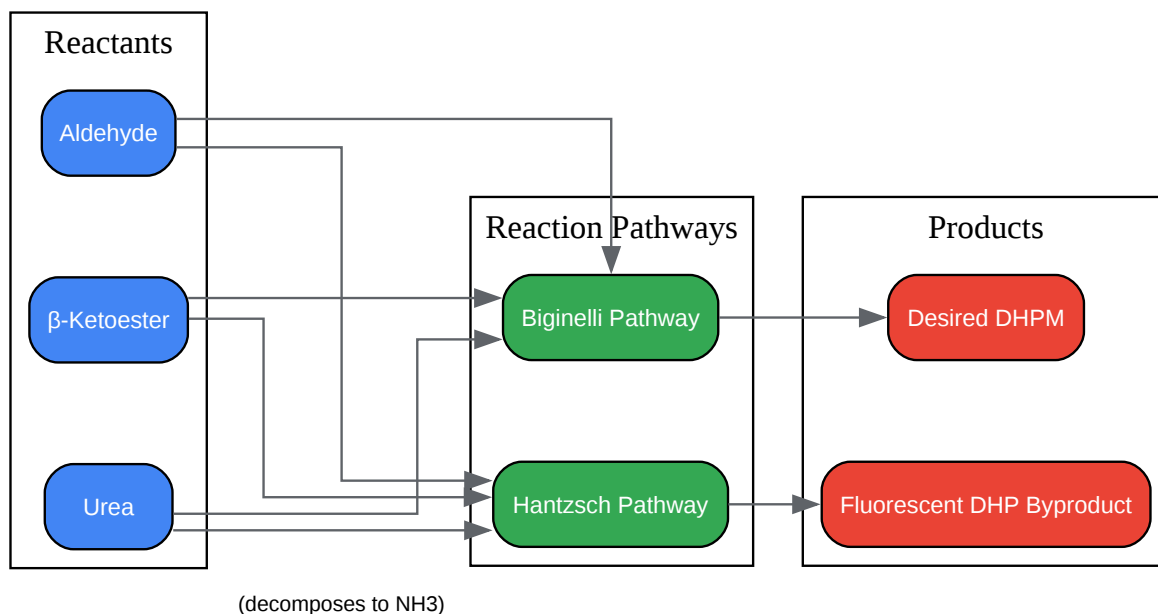 Reactants
Aldehyde
β-Ketoester
Urea
Reaction Pathways
Biginelli Pathway
Hantzsch Pathway
Products
Desired DHPM
Fluorescent DHP Byproduct
(decomposes to NH3)